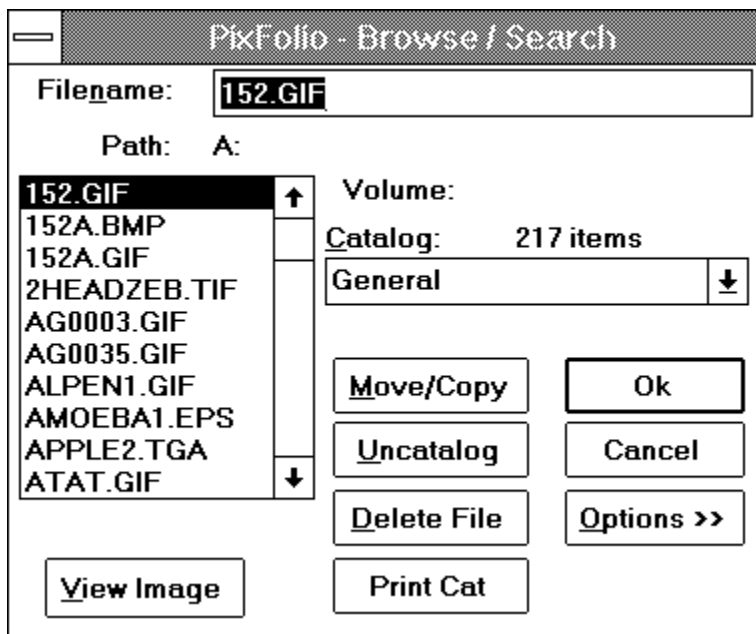 PixFolio - Browse / Search
Filename: 152.GIF
Path: A:
152.GIF
152A.BMP
152A.GIF
2HEADZEB.TIF
AG0003.GIF
AG0035.GIF
ALPEN1.GIF
AMOEBA1.EPS
APPLE2.TGA
ATAT.GIF
Volume:
Catalog: 217 items
General
Move/Copy
Ok
Uncatalog
Cancel
Delete File
Options >>
View Image
Print Cat